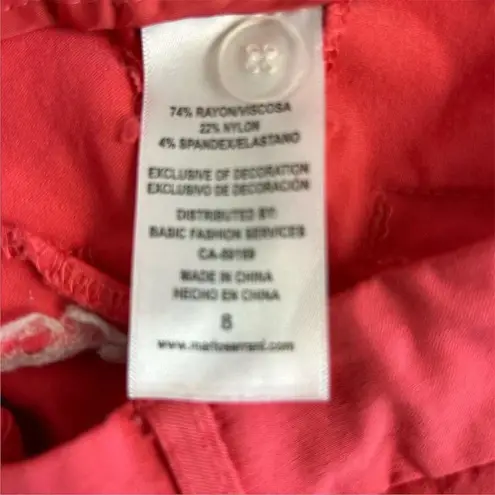 74% RAYON/VISCOSA
22% NYLON
4% SPANDEX/ELASTANO
EXCLUSIVE OF DECORATION
EXCLUSIVO DE DECORACIÓN
DISTRIBUTED BY:
BASIC FASHION SERVICES
MADE IN CHINA
HECHO EN CHINA
8